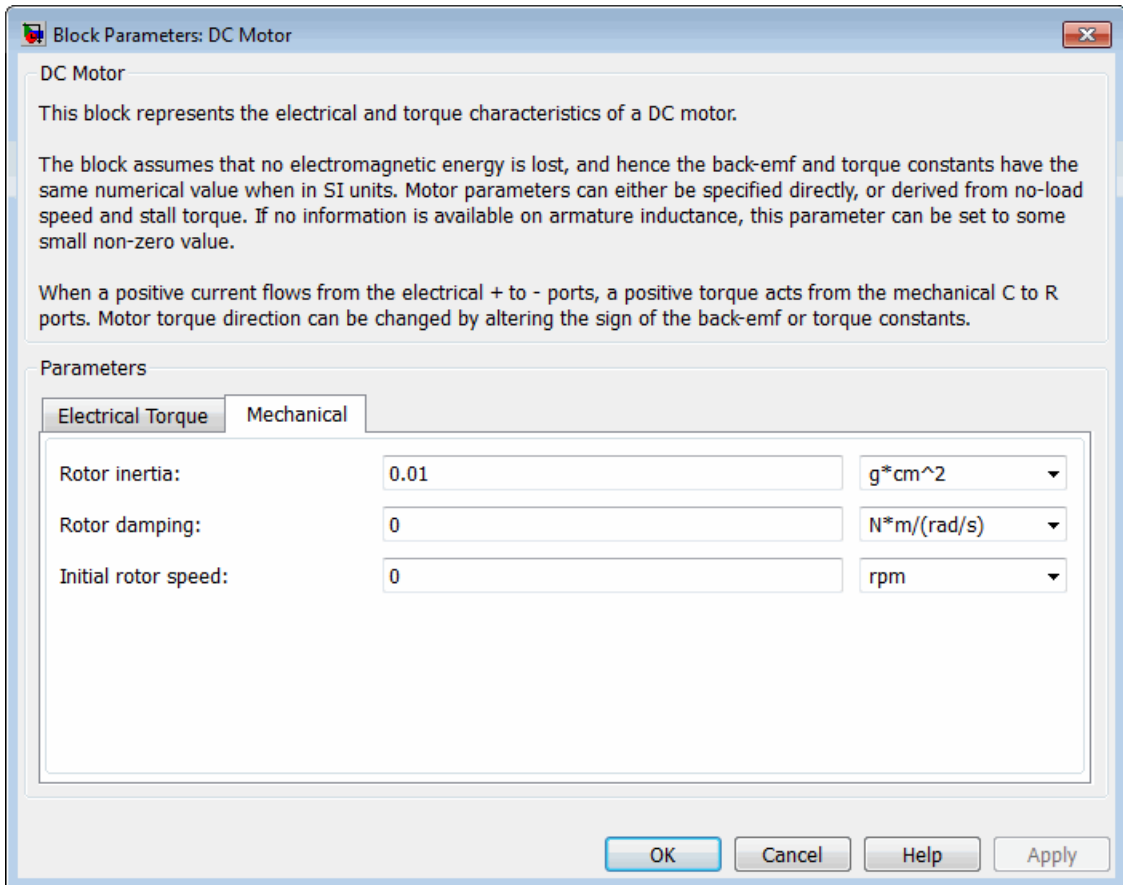 Block Parameters: DC Motor
DC Motor
This block represents the electrical and torque characteristics of a DC motor.
The block assumes that no electromagnetic energy is lost, and hence the back-emf and torque constants have the
same numerical value when in SI units. Motor parameters can either be specified directly, or derived from no-load
speed and stall torque. If no information is available on armature inductance, this parameter can be set to some
small non-zero value.
When a positive current flows from the electrical + to - ports, a positive torque acts from the mechanical C to R
ports. Motor torque direction can be changed by altering the sign of the back-emf or torque constants.
Parameters
Electrical Torque Mechanical
Rotor inertia: 0.01 g*cm^2
Rotor damping: 0 N*m/(rad/s)
Initial rotor speed: 0 rpm
OK Cancel Help Apply